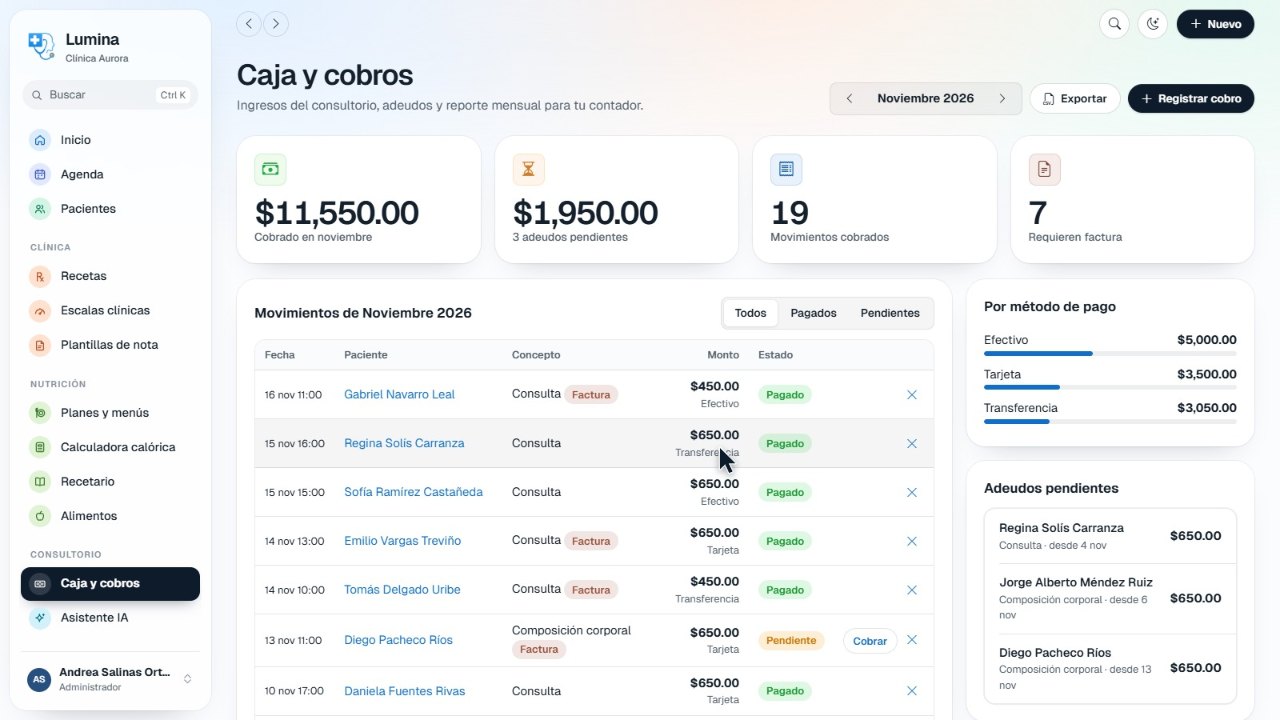 Lumina
Clínica Aurora
Buscar Ctrl K
Inicio
Agenda
Pacientes
CLÍNICA
Recetas
Escalas clínicas
Plantillas de nota
NUTRICIÓN
Planes y menús
Calculadora calórica
Recetario
Alimentos
CONSULTORIO
Caja y cobros
Asistente IA
AS
Andrea Salinas Ort...
Administrador
Nuevo
Caja y cobros
Ingresos del consultorio, adeudos y reporte mensual para tu contador.
Noviembre 2026
Exportar
Registrar cobro
$11,550.00
Cobrado en noviembre
$1,950.00
3 adeudos pendientes
19
Movimientos cobrados
7
Requieren factura
Movimientos de Noviembre 2026
Todos Pagados Pendientes
Fecha Paciente Concepto Monto Estado
16 nov 11:00 Gabriel Navarro Leal Consulta Factura $450.00 Efectivo Pagado
15 nov 16:00 Regina Solís Carranza Consulta $650.00 Transferencia Pagado
15 nov 15:00 Sofía Ramírez Castañeda Consulta $650.00 Efectivo Pagado
14 nov 13:00 Emilio Vargas Treviño Consulta Factura $650.00 Tarjeta Pagado
14 nov 10:00 Tomás Delgado Uribe Consulta Factura $450.00 Transferencia Pagado
13 nov 11:00 Diego Pacheco Ríos Composición corporal Factura $650.00 Tarjeta Pendiente Cobrar
10 nov 17:00 Daniela Fuentes Rivas Consulta $650.00 Tarjeta Pagado
Por método de pago
Efectivo $5,000.00
Tarjeta $3,500.00
Transferencia $3,050.00
Adeudos pendientes
Regina Solís Carranza
Consulta · desde 4 nov
$650.00
Jorge Alberto Méndez Ruiz
Composición corporal · desde 6
nov
$650.00
Diego Pacheco Ríos
Composición corporal · desde 13
nov
$650.00